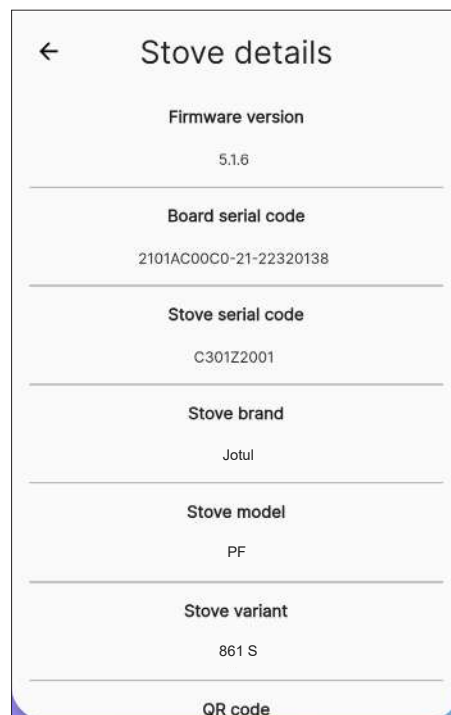 Stove details
Firmware version
5.1.6
Board serial code
2101AC00C0-21-22320138
Stove serial code
C301Z2001
Stove brand
Jotul
Stove model
PF
Stove variant
861 S
QR code